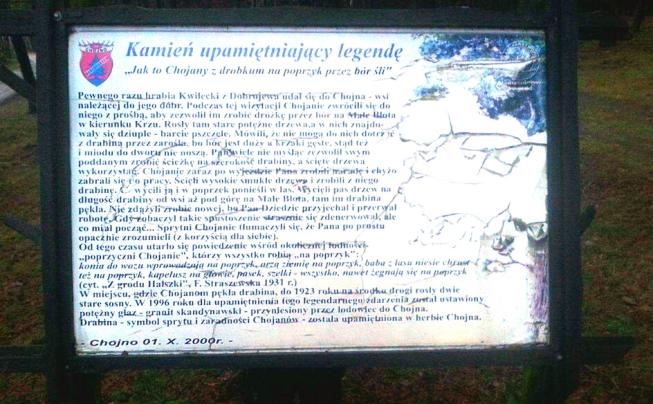 CHOJNO
Kamień upamiętniający legendę
„Jak to Chojany z drobkum na poprzyk przez bór śli"
Pewnego razu hrabia Kwilecki z Dobrojewa udał się do Chojna - wsi
należącej do jego dóbr. Podczas tej wizytacji Chojanie zwrócili się do
niego z prośbą, aby zezwolił im zrobić dróżkę przez bór na Małe Błota
w kierunku Krzu. Rosły tam stare potężne drzewa,a w nich znajdo-
wały się dziuple - barcie pszczele. Mówili, że nie mogą do nich dotrzeć
z drabiną przez zarośla, bo bór jest duży a krzaki gęste, stąd też
i miodu do dworu nie noszą. Pan wiele nie myśląc zezwolił swym
poddanym zrobić ścieżkę na szerokość drabiny, a ścięte drzewa
wykorzystać. Chojanie zaraz po wyjeździe Pana zrobili naradę i chyżo
zabrali się do pracy. Ścięli wysokie smukłe drzewa i zrobili z niego
drabinę. wycili ją i w poprzek ponieśli w las. Wycięli pas drzew na
długość drabiny od wsi aż pod górę na Małe Błota, tam im drabina
pękła. Nie zdążyli zrobić nowej, bo Pan Dziedzic przyjechał i przerwał
robotę. Gdy zobaczył takie spustoszenie strasznie się zdenerwował, ale
co miał począć... Sprytni Chojanie tłumaczyli się, że Pana po prostu
opacznie zrozumieli (z korzyścią dla siebie).
Od tego czasu utarło się powiedzenie wśród okolicznej ludności
„poprzyczni Chojanie", którzy wszystko robią „na poprzyk":
konia do wozu wprowadzają na poprzyk, orzą ziemię na poprzyk, baba z lasu niesie chrust
też na poprzyk, kapelusz na głowie, pasek, szelki - wszystko, nawet żegnają się na poprzyk
(cyt. „Z grodu Halszki", F. Straszewska 1931 r.)
W miejscu, gdzie Chojanom pękła drabina, do 1923 roku na środku drogi rosły dwie
stare sosny. W 1996 roku dla upamiętnienia tego legendarnego zdarzenia został ustawiony
potężny głaz - granit skandynawski - przyniesiony przez lodowiec do Chojna.
Drabina - symbol sprytu i zaradności Chojanów - została upamiętniona w herbie Chojna.
- Chojno 01. X. 2000r. -